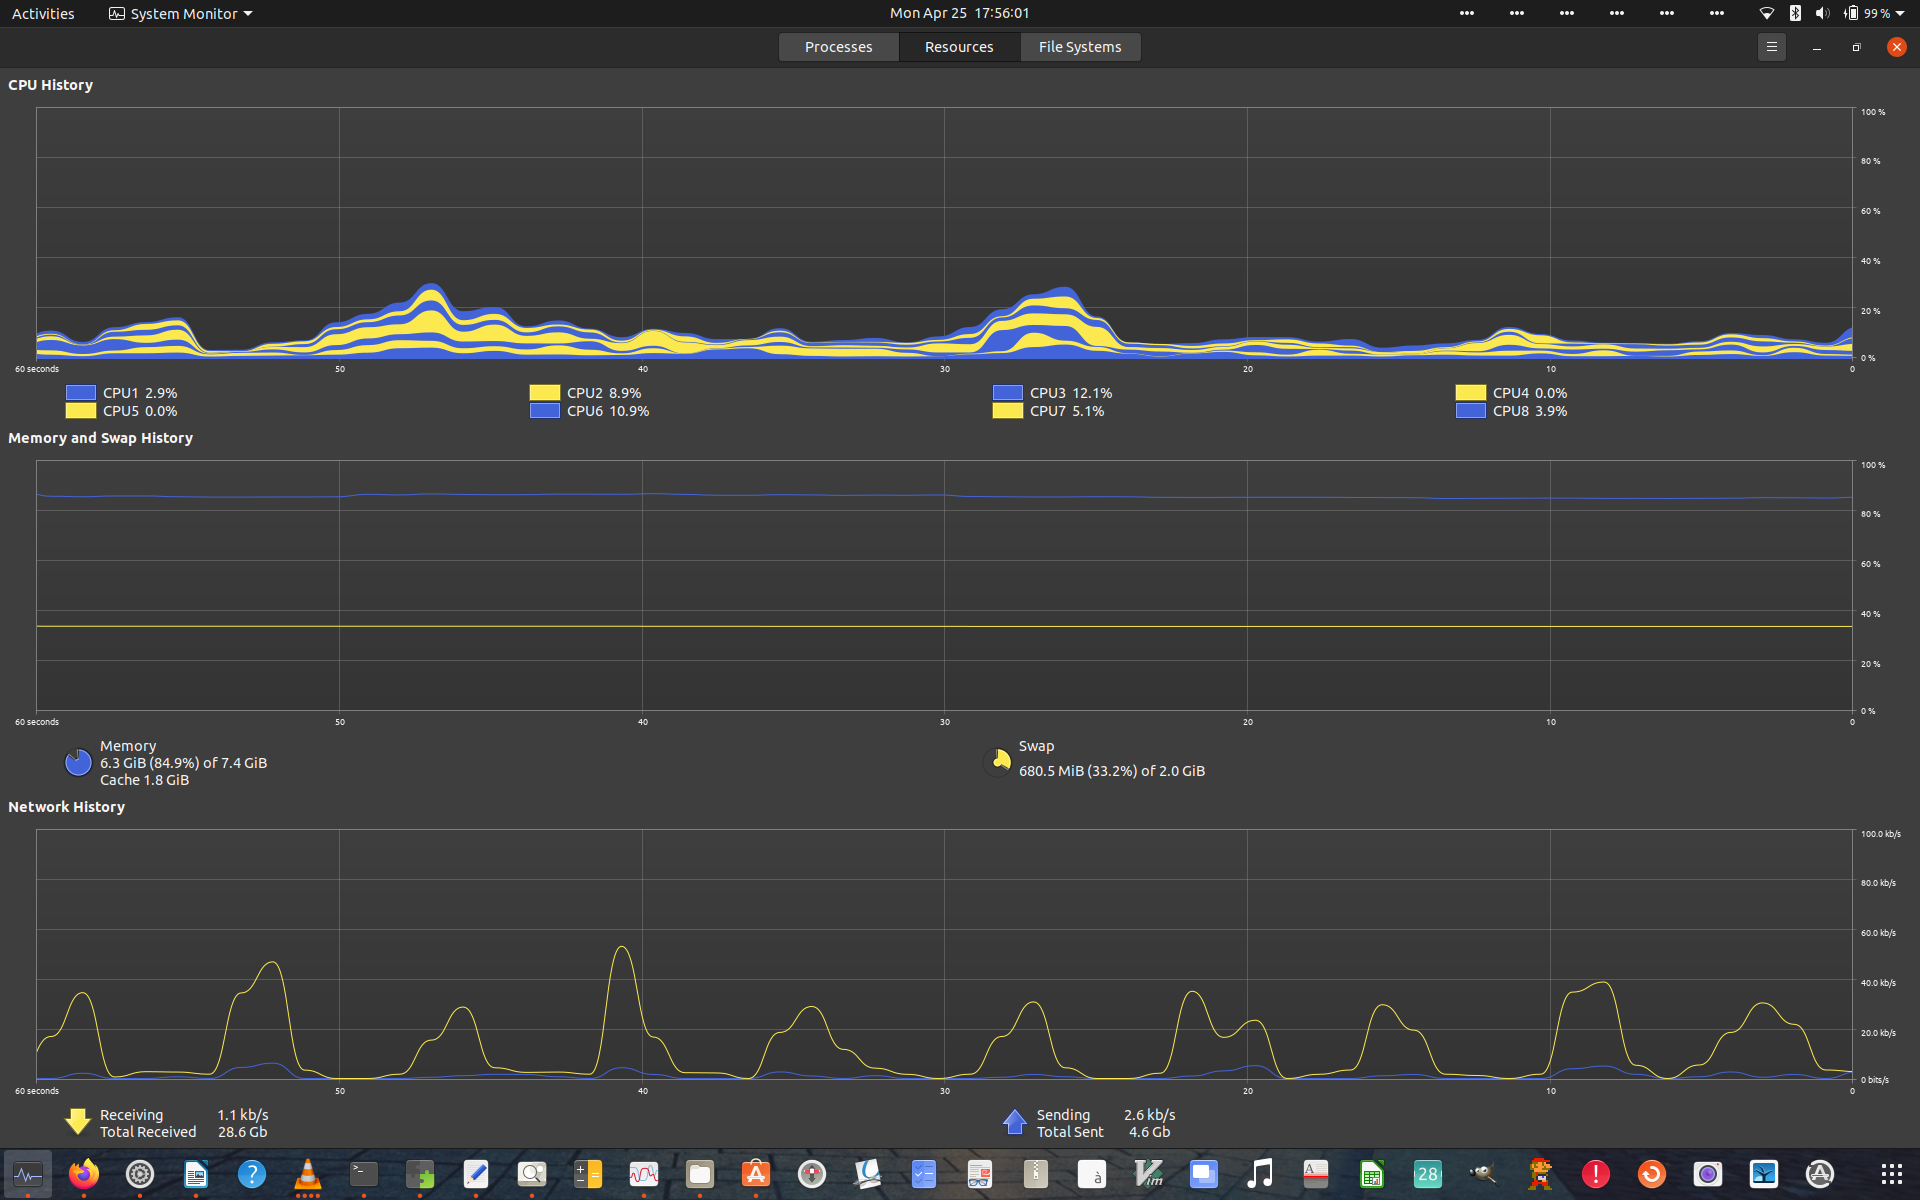 Activities System Monitor Mon Apr 25 17:56:01 99 %
Processes Resources File Systems
CPU History
100 %
80 %
60 %
40 %
20 %
0 %
60 seconds 50 40 30 20 10 0
CPU1 2.9% CPU2 8.9% CPU3 12.1% CPU4 0.0%
CPU5 0.0% CPU6 10.9% CPU7 5.1% CPU8 3.9%
Memory and Swap History
100 %
80 %
60 %
40 %
20 %
0 %
60 seconds 50 40 30 20 10 0
Memory
6.3 GiB (84.9%) of 7.4 GiB
Cache 1.8 GiB
Swap
680.5 MiB (33.2%) of 2.0 GiB
Network History
100.0 kb/s
80.0 kb/s
60.0 kb/s
40.0 kb/s
20.0 kb/s
0 bits/s
60 seconds 50 40 30 20 10 0
Receiving 1.1 kb/s
Total Received 28.6 Gb
Sending 2.6 kb/s
Total Sent 4.6 Gb
? >_ à Vim A 28 !